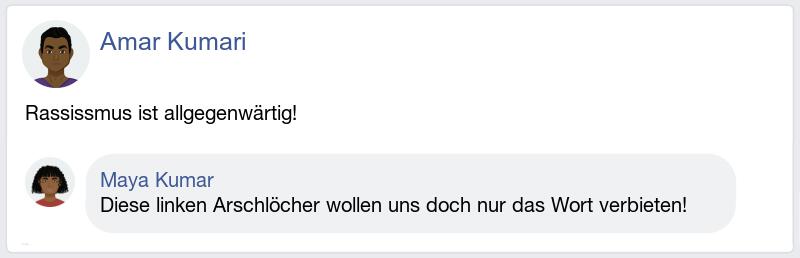 Amar Kumari
Rassissmus ist allgegenwärtig!
Maya Kumar
Diese linken Arschlöcher wollen uns doch nur das Wort verbieten!